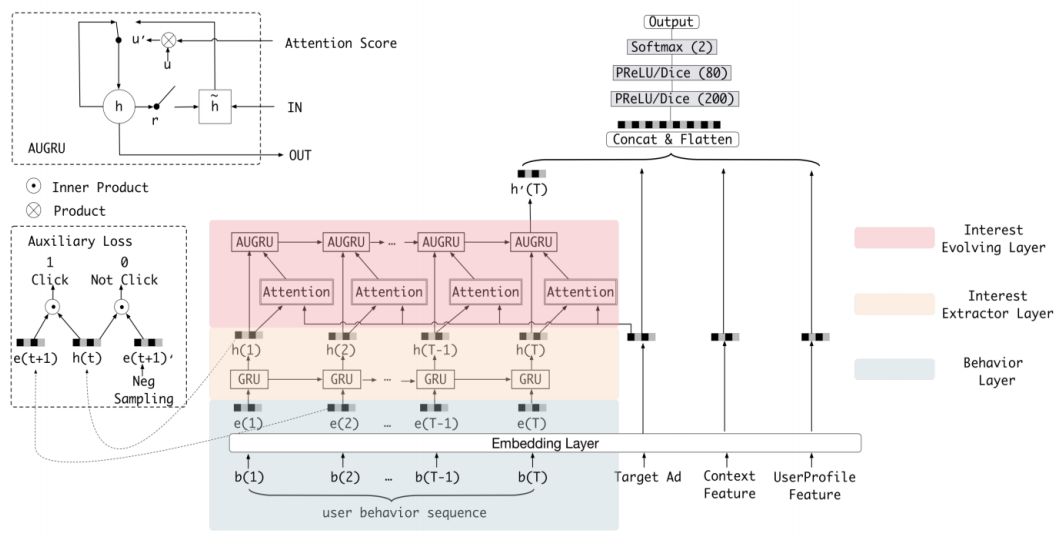 Output
Softmax (2)
PReLU/Dice (80)
PReLU/Dice (200)
Concat & Flatten
u′
u
Attention Score
h
r
h̃
IN
OUT
AUGRU
Inner Product
Product
h′(T)
Auxiliary Loss
1 0
Click Not Click
e(t+1) h(t) e(t+1)′
Neg
Sampling
AUGRU AUGRU … AUGRU AUGRU
Attention Attention Attention Attention
h(1) h(2) h(T-1) h(T)
GRU GRU … GRU GRU
e(1) e(2) … e(T-1) e(T)
Embedding Layer
b(1) b(2) … b(T-1) b(T)
user behavior sequence
Target Ad
Context
Feature
UserProfile
Feature
Interest
Evolving Layer
Interest
Extractor Layer
Behavior
Layer